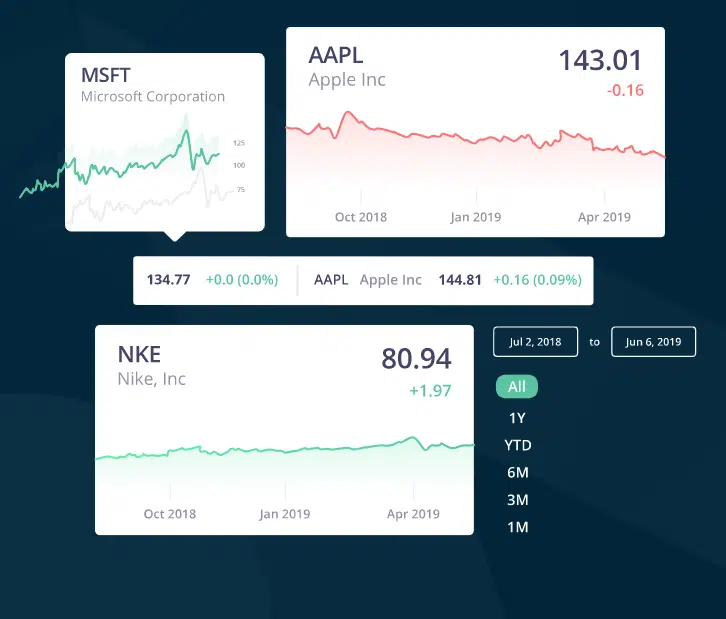 MSFT
Microsoft Corporation
125
100
75
AAPL
Apple Inc
143.01
-0.16
Oct 2018 Jan 2019 Apr 2019
134.77 +0.0 (0.0%) AAPL Apple Inc 144.81 +0.16 (0.09%)
NKE
Nike, Inc
80.94
+1.97
Oct 2018 Jan 2019 Apr 2019
Jul 2, 2018 to Jun 6, 2019
All
1Y
YTD
6M
3M
1M